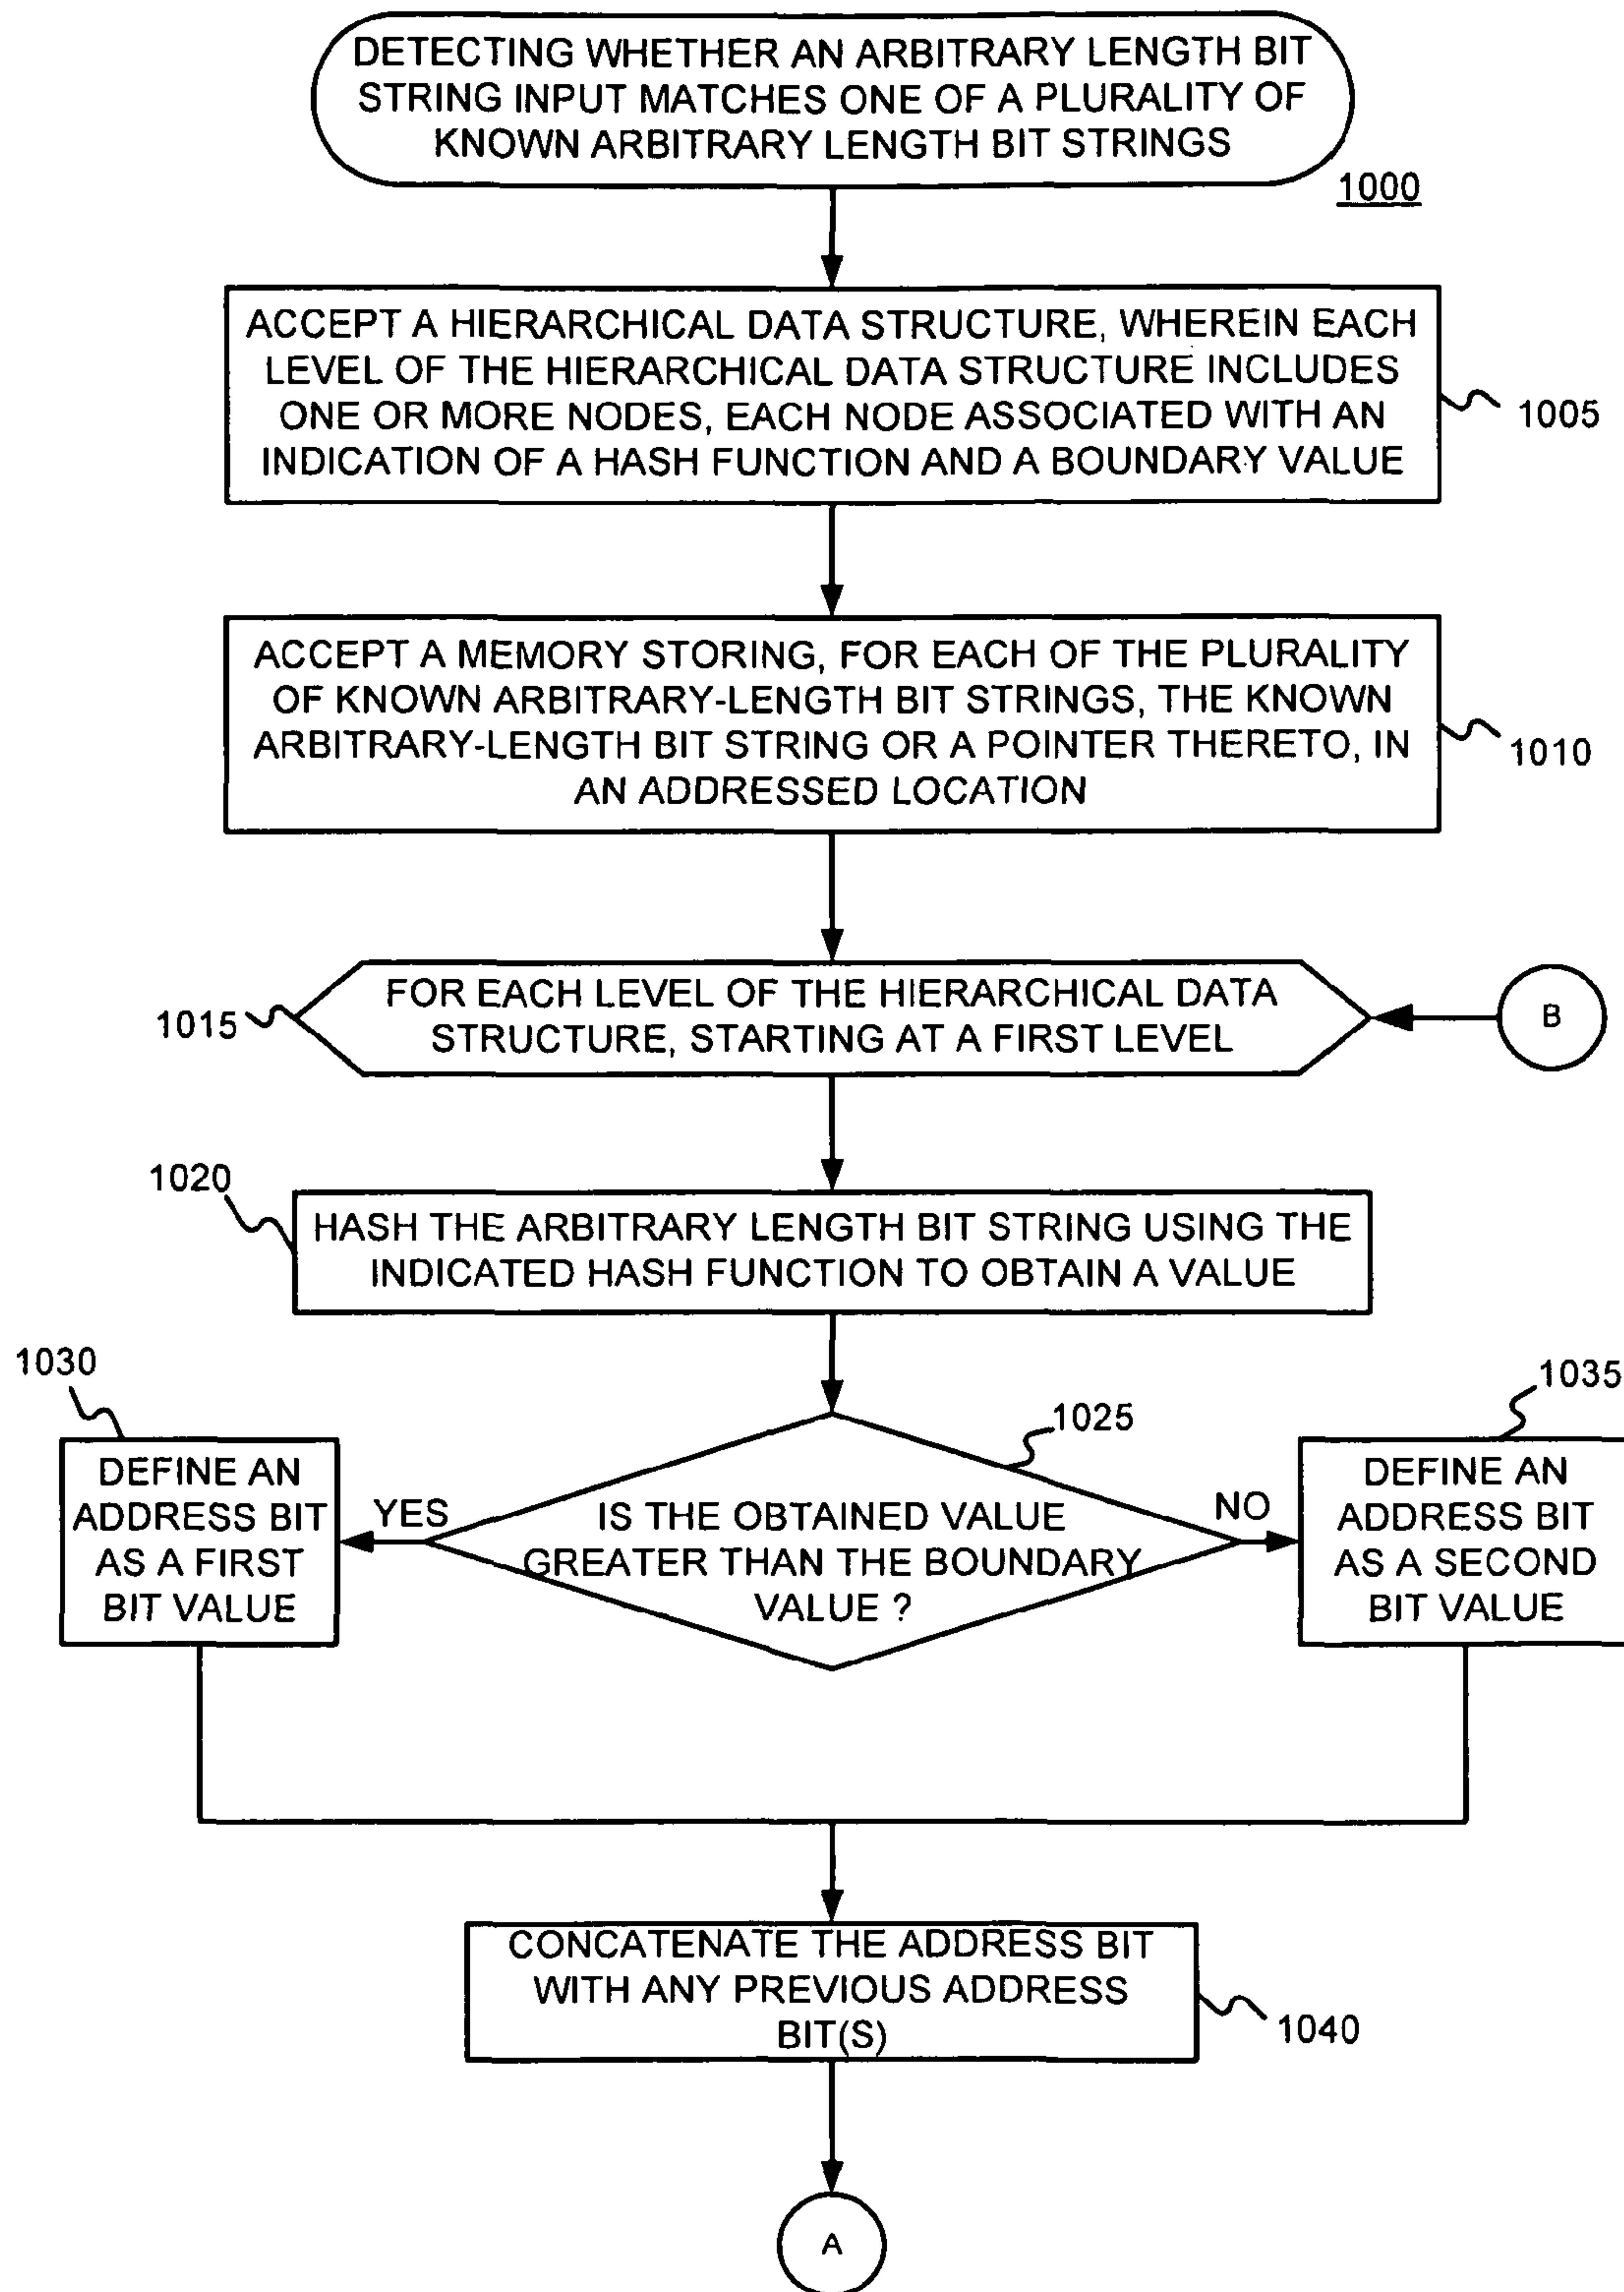 DETECTING WHETHER AN ARBITRARY LENGTH BIT
STRING INPUT MATCHES ONE OF A PLURALITY OF
KNOWN ARBITRARY LENGTH BIT STRINGS
1000
ACCEPT A HIERARCHICAL DATA STRUCTURE, WHEREIN EACH
LEVEL OF THE HIERARCHICAL DATA STRUCTURE INCLUDES
ONE OR MORE NODES, EACH NODE ASSOCIATED WITH AN
INDICATION OF A HASH FUNCTION AND A BOUNDARY VALUE
1005
ACCEPT A MEMORY STORING, FOR EACH OF THE PLURALITY
OF KNOWN ARBITRARY-LENGTH BIT STRINGS, THE KNOWN
ARBITRARY-LENGTH BIT STRING OR A POINTER THERETO, IN
AN ADDRESSED LOCATION
1010
FOR EACH LEVEL OF THE HIERARCHICAL DATA
STRUCTURE, STARTING AT A FIRST LEVEL
1015
B
1020
HASH THE ARBITRARY LENGTH BIT STRING USING THE
INDICATED HASH FUNCTION TO OBTAIN A VALUE
1030
DEFINE AN
ADDRESS BIT
AS A FIRST
BIT VALUE
YES
1025
IS THE OBTAINED VALUE
GREATER THAN THE BOUNDARY
VALUE ?
NO
1035
DEFINE AN
ADDRESS BIT
AS A SECOND
BIT VALUE
CONCATENATE THE ADDRESS BIT
WITH ANY PREVIOUS ADDRESS
BIT(S)
1040
A